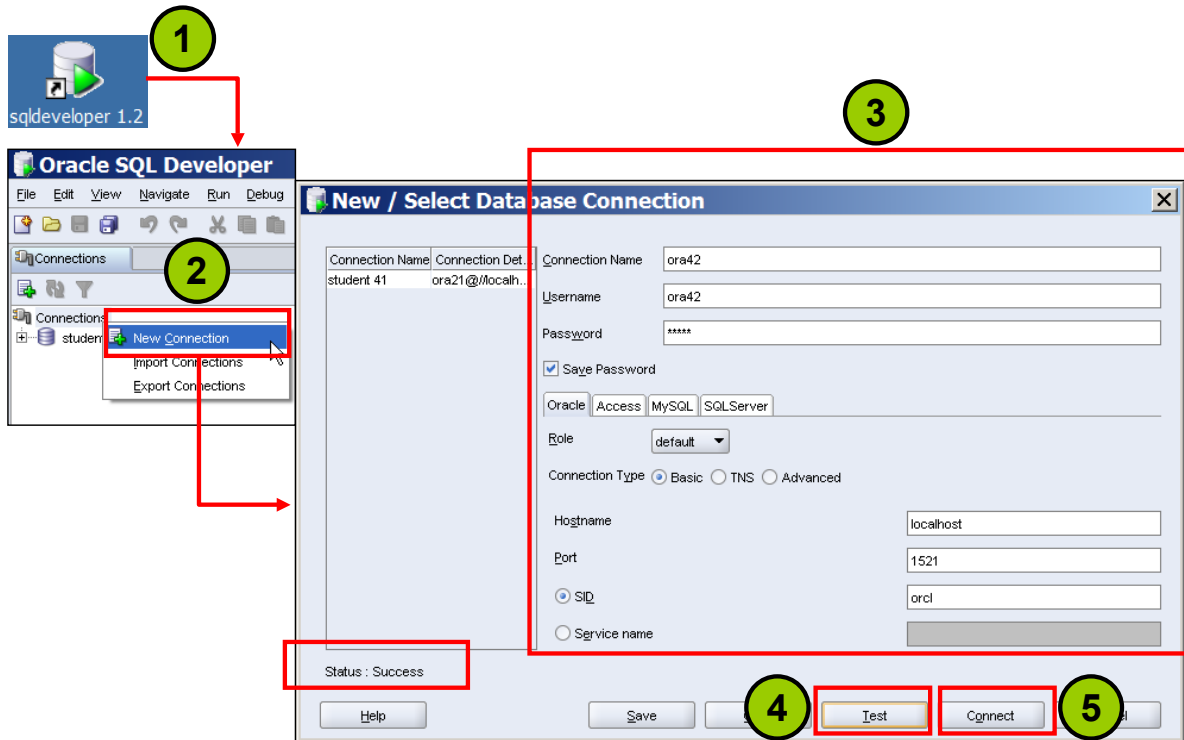 1
sqldeveloper 1.2
3
Oracle SQL Developer
File Edit View Navigate Run Debug
Connections
2
Connections
studen
New Connection
Import Connections
Export Connections
New / Select Database Connection
Connection Name Connection Det...
student 41 ora21@//localh...
Connection Name ora42
Username ora42
Password *****
Save Password
Oracle Access MySQL SQLServer
Role default
Connection Type Basic TNS Advanced
Hostname localhost
Port 1521
SID orcl
Service name
Status : Success
Help Save 4 Test Connect 5